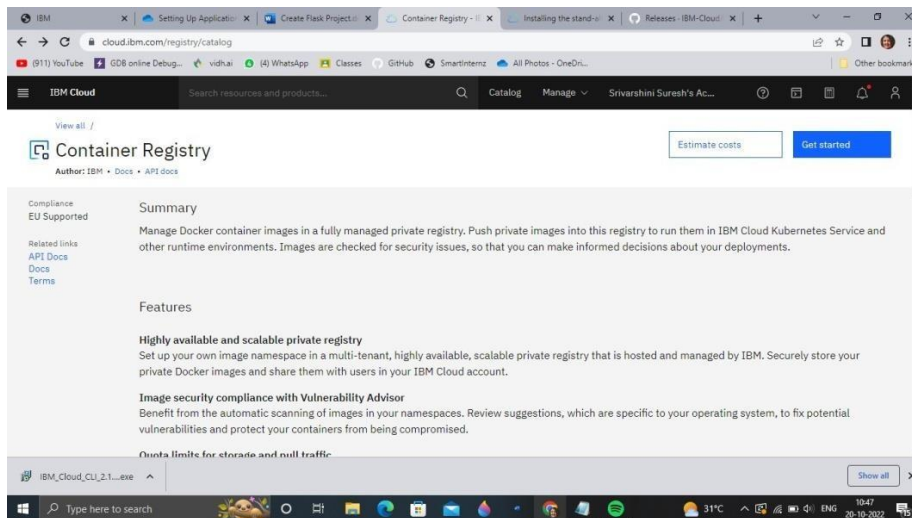 IBM
Setting Up Applicatio
Create Flask Project.d
Container Registry - I
Installing the stand-a
Releases · IBM-Cloud
cloud.ibm.com/registry/catalog
(911) YouTube
GDB online Debug...
vidhai
(4) WhatsApp
Classes
GitHub
SmartInternz
All Photos - OneDri...
Other bookmark
IBM Cloud
Search resources and products...
Catalog
Manage
Srivarshini Suresh's Ac...
View all /
Container Registry
Author: IBM • Docs • API docs
Estimate costs
Get started
Compliance
EU Supported
Related links
API Docs
Docs
Terms
Summary
Manage Docker container images in a fully managed private registry. Push private images into this registry to run them in IBM Cloud Kubernetes Service and
other runtime environments. Images are checked for security issues, so that you can make informed decisions about your deployments.
Features
Highly available and scalable private registry
Set up your own image namespace in a multi-tenant, highly available, scalable private registry that is hosted and managed by IBM. Securely store your
private Docker images and share them with users in your IBM Cloud account.
Image security compliance with Vulnerability Advisor
Benefit from the automatic scanning of images in your namespaces. Review suggestions, which are specific to your operating system, to fix potential
vulnerabilities and protect your containers from being compromised.
Quota limits for storage and pull traffic
IBM_Cloud_CLI_2.1....exe
Show all
Type here to search
31°C
ENG
10:47
20-10-2022
15